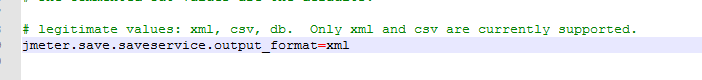 # legitimate values: xml, csv, db.  Only xml and csv are currently supported.
jmeter.save.saveservice.output_format=xml